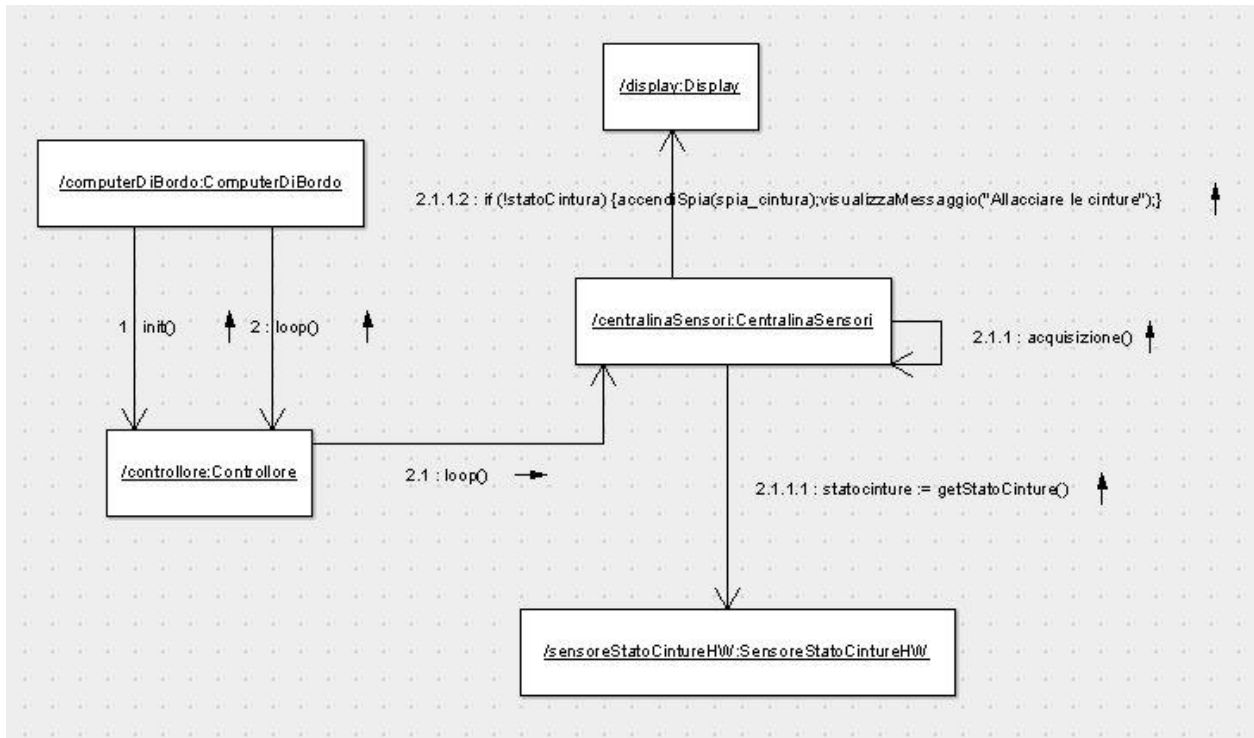 /display:Display
/computerDiBordo:ComputerDiBordo
2.1.1.2 : if (!statoCintura) {accendiSpia(spia_cintura);visualizzaMessaggio("Allacciare le cinture");}
/centralinaSensori:CentralinaSensori
1 : init()
2 : loop()
2.1.1 : acquisizione()
/controllore:Controllore
2.1 : loop()
2.1.1.1 : statocinture := getStatoCinture()
/sensoreStatoCintureHW:SensoreStatoCintureHW